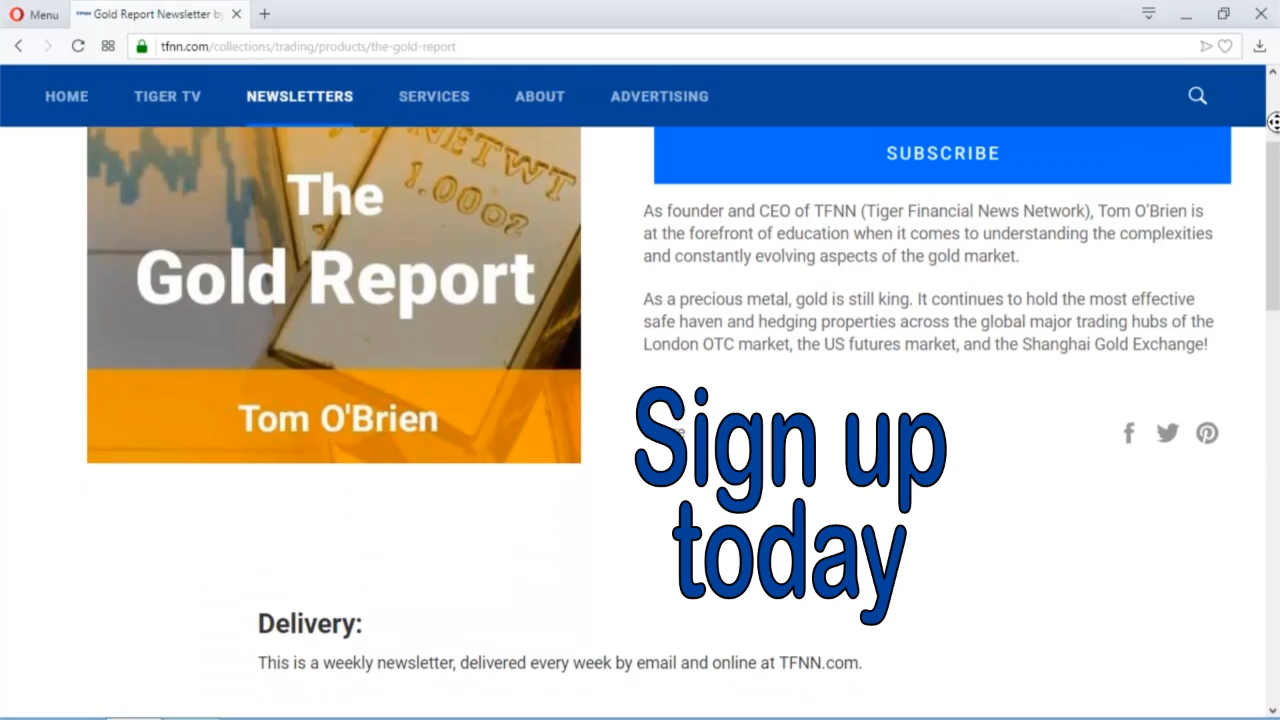 Menu
TFNN Gold Report Newsletter by
tfnn.com/collections/trading/products/the-gold-report
HOME TIGER TV NEWSLETTERS SERVICES ABOUT ADVERTISING
NETWT
1.00oz
The
Gold Report
Tom O'Brien
SUBSCRIBE
As founder and CEO of TFNN (Tiger Financial News Network), Tom O'Brien is
at the forefront of education when it comes to understanding the complexities
and constantly evolving aspects of the gold market.
As a precious metal, gold is still king. It continues to hold the most effective
safe haven and hedging properties across the global major trading hubs of the
London OTC market, the US futures market, and the Shanghai Gold Exchange!
Sign up
today
Delivery:
This is a weekly newsletter, delivered every week by email and online at TFNN.com.